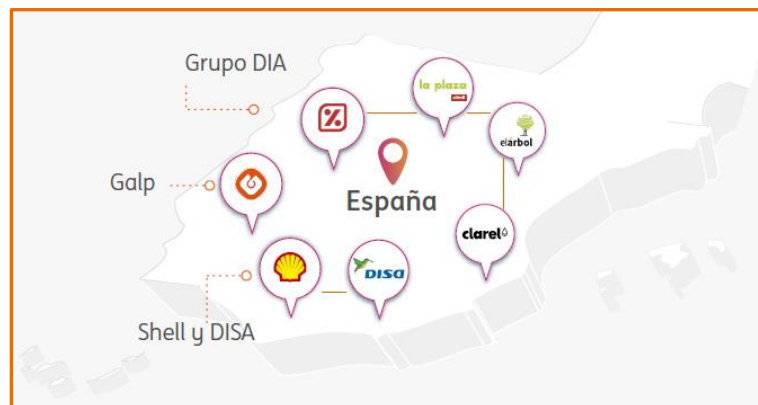 Grupo DIA
la plaza
elárbol
Galp
España
clarel
DISA
Shell y DISA